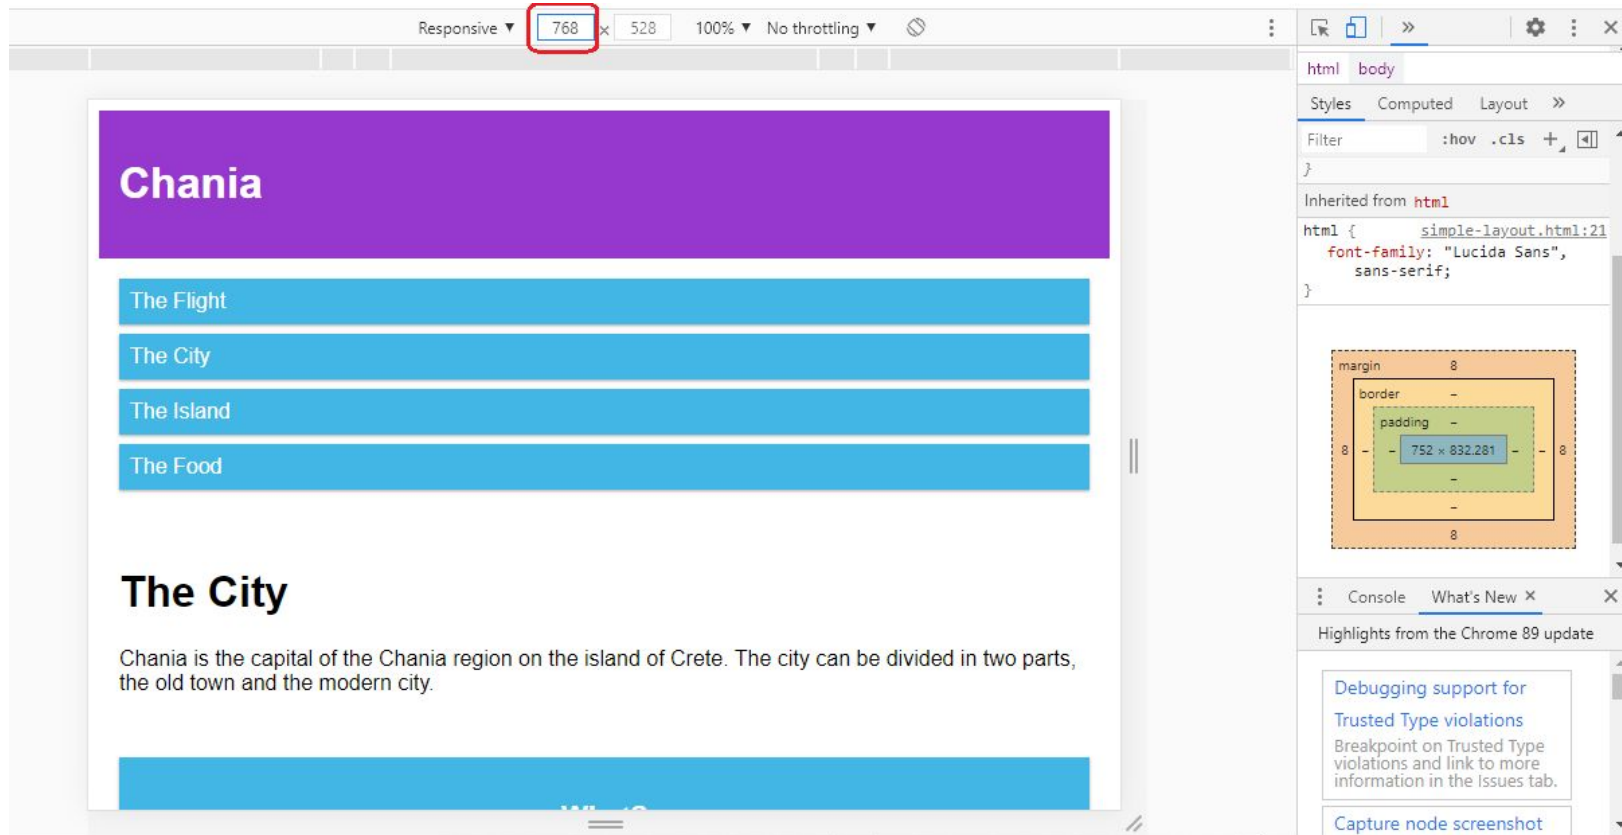 Responsive ▼ 768 × 528 100% ▼ No throttling ▼
html body
Styles Computed Layout »
Filter :hov .cls +
}
Inherited from html
html { simple-layout.html:21
font-family: "Lucida Sans",
sans-serif;
}
margin 8
border –
padding –
8 – – 752 × 832.281 – – 8
–
–
8
Console What's New ×
Highlights from the Chrome 89 update
Debugging support for
Trusted Type violations
Breakpoint on Trusted Type
violations and link to more
information in the Issues tab.
Capture node screenshot
Chania
The Flight
The City
The Island
The Food
The City
Chania is the capital of the Chania region on the island of Crete. The city can be divided in two parts,
the old town and the modern city.